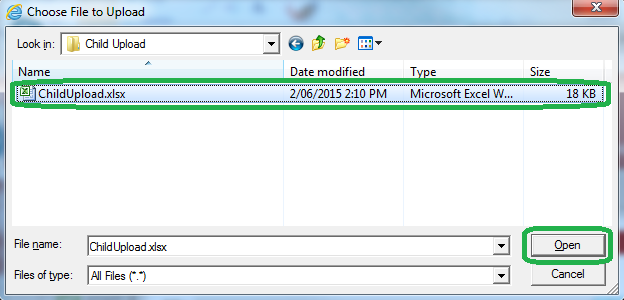 Choose File to Upload
Look in: Child Upload
Name Date modified Type Size
ChildUpload.xlsx 2/06/2015 2:10 PM Microsoft Excel W... 18 KB
File name: ChildUpload.xlsx Open
Files of type: All Files (*.*) Cancel